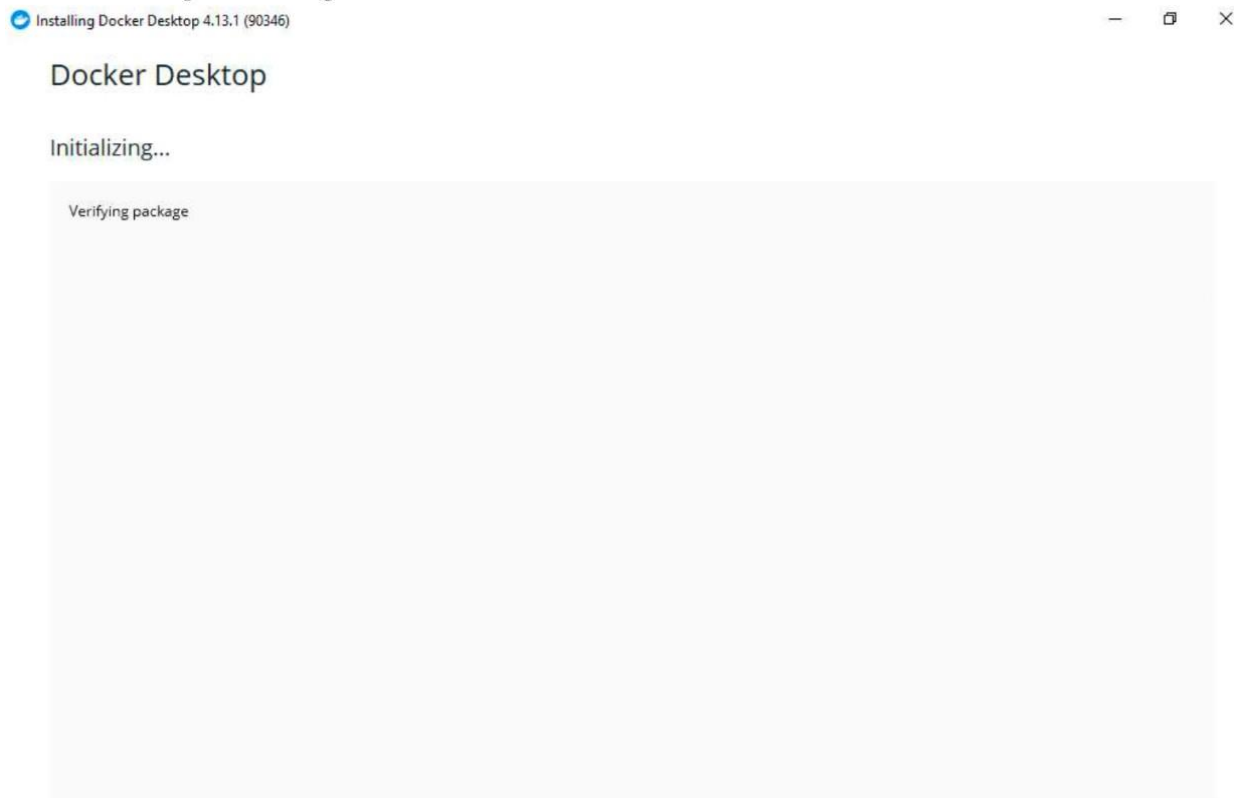 Installing Docker Desktop 4.13.1 (90346)
Docker Desktop
Initializing...
Verifying package